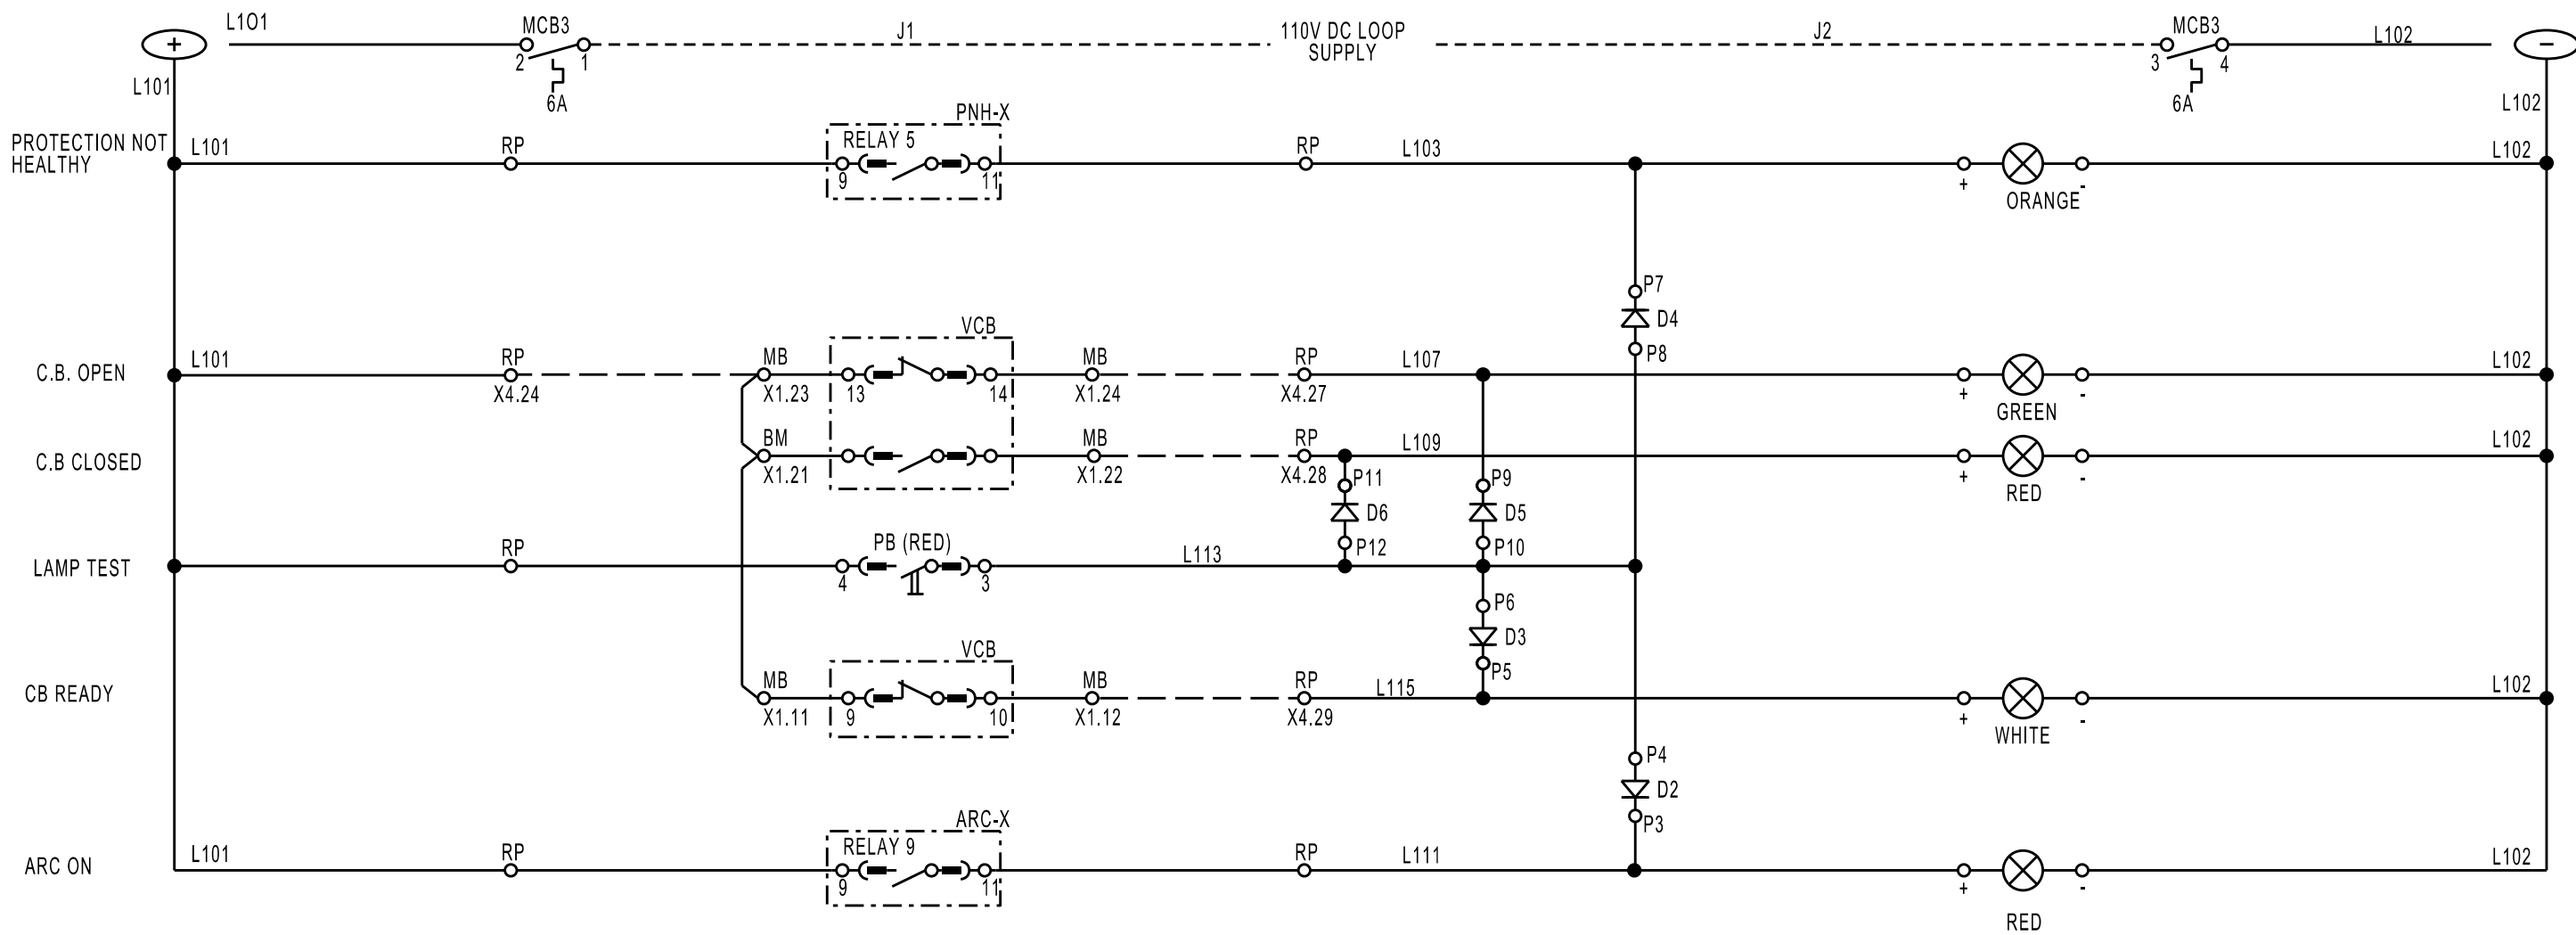 L1O1
MCB3
2
1
6A
J1
110V DC LOOP
SUPPLY
J2
MCB3
3
4
6A
L102
+
−
L101
L102
PROTECTION NOT
HEALTHY
L101
RP
PNH-X
RELAY 5
9
11
RP
L103
+
-
ORANGE
L102
P7
D4
P8
C.B. OPEN
L101
RP
X4.24
MB
X1.23
VCB
13
14
MB
X1.24
RP
X4.27
L107
+
-
GREEN
L102
C.B CLOSED
BM
X1.21
MB
X1.22
RP
X4.28
L109
+
-
RED
L102
P11
D6
P12
P9
D5
P10
LAMP TEST
RP
PB (RED)
4
3
L113
P6
D3
P5
CB READY
MB
X1.11
VCB
9
10
MB
X1.12
RP
X4.29
L115
+
-
WHITE
L102
P4
D2
P3
ARC ON
L101
RP
ARC-X
RELAY 9
9
11
RP
L111
+
-
RED
L102